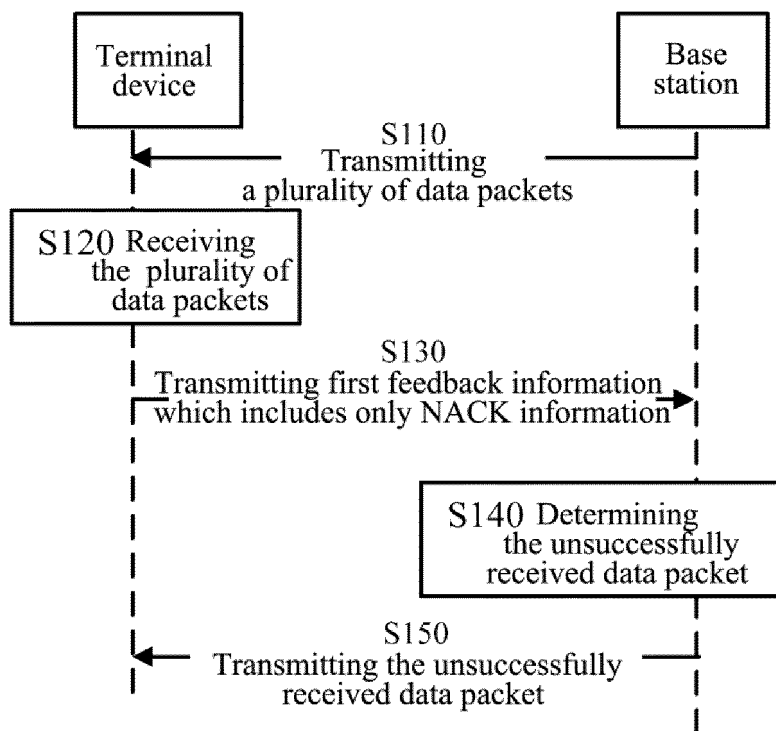 Terminal
device
Base
station
S110
Transmitting
a plurality of data packets
S120 Receiving
the plurality of
data packets
S130
Transmitting first feedback information
which includes only NACK information
S140 Determining
the unsuccessfully
received data packet
S150
Transmitting the unsuccessfully
received data packet